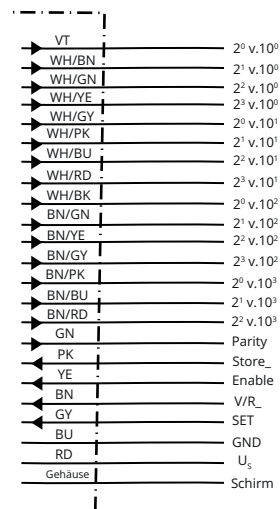 VT 2⁰ v.10⁰
WH/BN 2¹ v.10⁰
WH/GN 2² v.10⁰
WH/YE 2³ v.10⁰
WH/GY 2⁰ v.10¹
WH/PK 2¹ v.10¹
WH/BU 2² v.10¹
WH/RD 2³ v.10¹
WH/BK 2⁰ v.10²
BN/GN 2¹ v.10²
BN/YE 2² v.10²
BN/GY 2³ v.10²
BN/PK 2⁰ v.10³
BN/BU 2¹ v.10³
BN/RD 2² v.10³
GN Parity
PK Store_
YE Enable
BN V/R_
GY SET
BU GND
RD Uₛ
Gehäuse Schirm